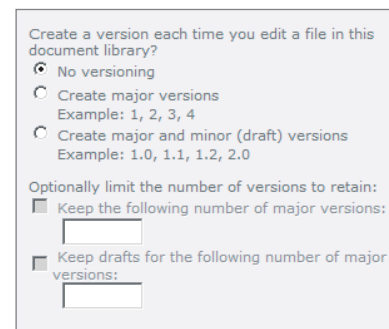 Create a version each time you edit a file in this
document library?
No versioning
Create major versions
Example: 1, 2, 3, 4
Create major and minor (draft) versions
Example: 1.0, 1.1, 1.2, 2.0
Optionally limit the number of versions to retain:
Keep the following number of major versions:
Keep drafts for the following number of major
versions: